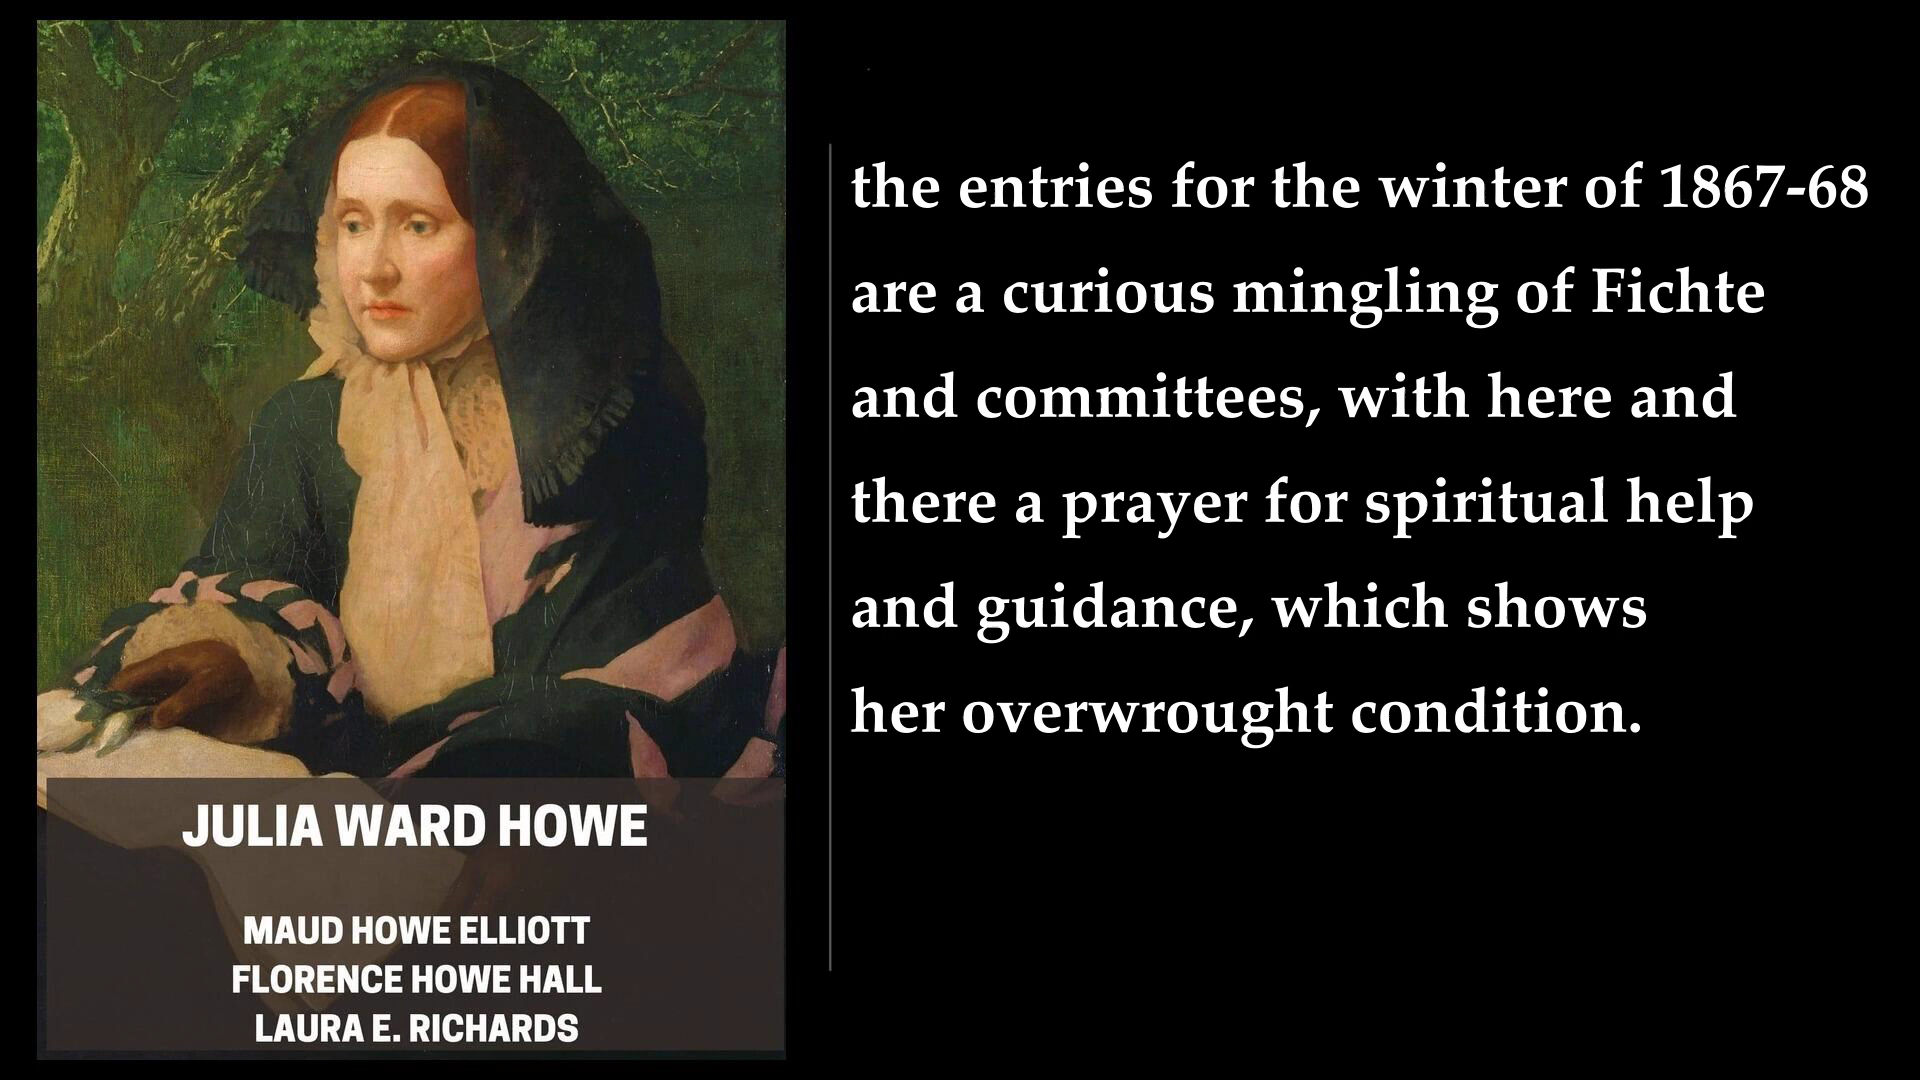 JULIA WARD HOWE
MAUD HOWE ELLIOTT
FLORENCE HOWE HALL
LAURA E. RICHARDS
the entries for the winter of 1867-68
are a curious mingling of Fichte
and committees, with here and
there a prayer for spiritual help
and guidance, which shows
her overwrought condition.